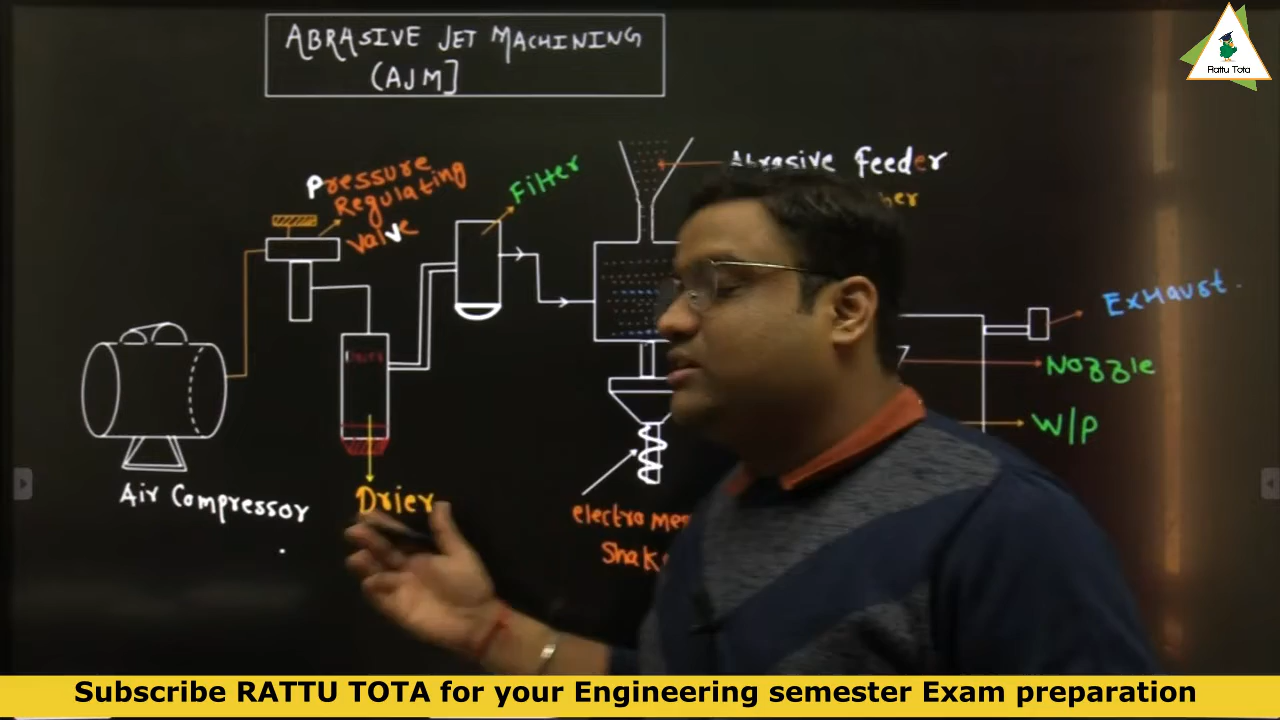 ABRASIVE JET MACHINING
(AJM]
Rattu Tota
Pressure
Regulating
Valve
Filter
Abrasive feeder
Exhaust.
Nozzle
W/P
Drier
Air Compressor
Subscribe RATTU TOTA for your Engineering semester Exam preparation